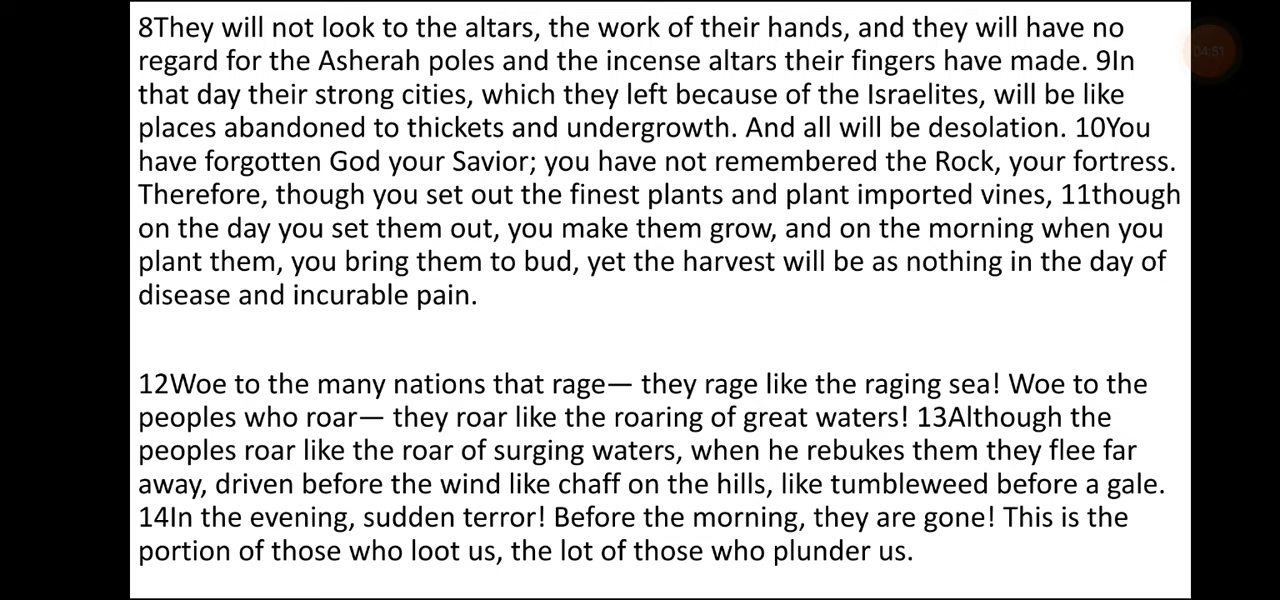 8They will not look to the altars, the work of their hands, and they will have no
regard for the Asherah poles and the incense altars their fingers have made. 9In
that day their strong cities, which they left because of the Israelites, will be like
places abandoned to thickets and undergrowth. And all will be desolation. 10You
have forgotten God your Savior; you have not remembered the Rock, your fortress.
Therefore, though you set out the finest plants and plant imported vines, 11though
on the day you set them out, you make them grow, and on the morning when you
plant them, you bring them to bud, yet the harvest will be as nothing in the day of
disease and incurable pain.
12Woe to the many nations that rage— they rage like the raging sea! Woe to the
peoples who roar— they roar like the roaring of great waters! 13Although the
peoples roar like the roar of surging waters, when he rebukes them they flee far
away, driven before the wind like chaff on the hills, like tumbleweed before a gale.
14In the evening, sudden terror! Before the morning, they are gone! This is the
portion of those who loot us, the lot of those who plunder us.
04:51